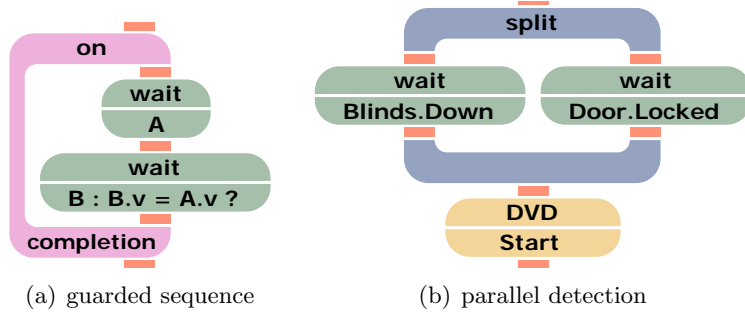 on
wait
A
wait
B : B.v = A.v ?
completion
(a) guarded sequence
split
wait
Blinds.Down
wait
Door.Locked
DVD
Start
(b) parallel detection